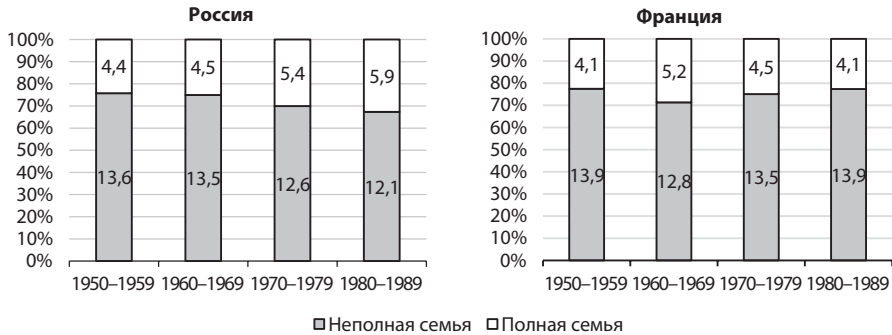 Россия
100%
90%
80%
70%
60%
50%
40%
30%
20%
10%
0%
4,4 4,5 5,4 5,9
13,6 13,5 12,6 12,1
1950–1959 1960–1969 1970–1979 1980–1989
Франция
100%
90%
80%
70%
60%
50%
40%
30%
20%
10%
0%
4,1 5,2 4,5 4,1
13,9 12,8 13,5 13,9
1950–1959 1960–1969 1970–1979 1980–1989
Неполная семья Полная семья